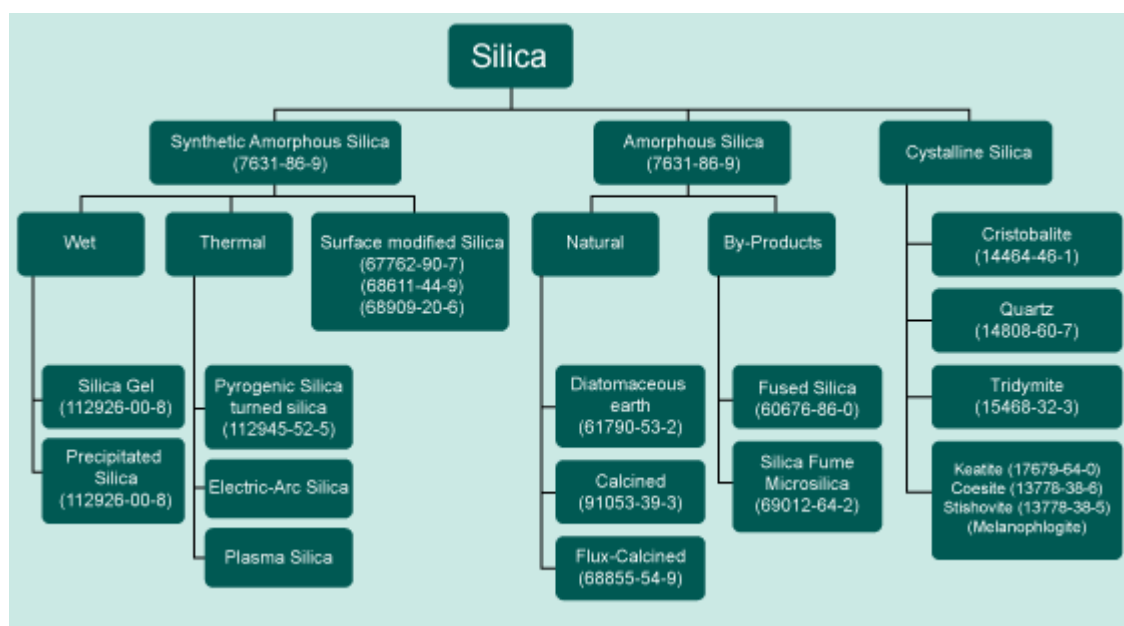 Silica
Synthetic Amorphous Silica
(7631-86-9)
Amorphous Silica
(7631-86-9)
Cystalline Silica
Wet
Thermal
Surface modified Silica
(67762-90-7)
(68611-44-9)
(68909-20-6)
Natural
By-Products
Cristobalite
(14464-46-1)
Quartz
(14808-60-7)
Silica Gel
(112926-00-8)
Pyrogenic Silica
turned silica
(112945-52-5)
Diatomaceous
earth
(61790-53-2)
Fused Silica
(60676-86-0)
Tridymite
(15468-32-3)
Precipitated
Silica
(112926-00-8)
Electric-Arc Silica
Calcined
(91053-39-3)
Silica Fume
Microsilica
(69012-64-2)
Keatite (17679-64-0)
Coesite (13778-38-6)
Stishovite (13778-38-5)
(Melanophlogite)
Plasma Silica
Flux-Calcined
(68855-54-9)